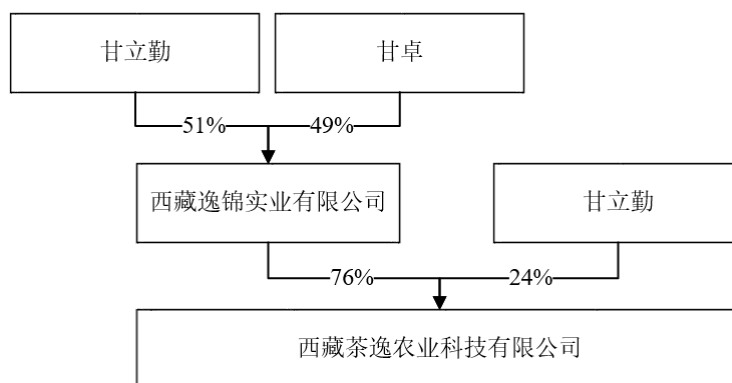 甘立勤
甘卓
51%
49%
西藏逸锦实业有限公司
甘立勤
76%
24%
西藏茶逸农业科技有限公司